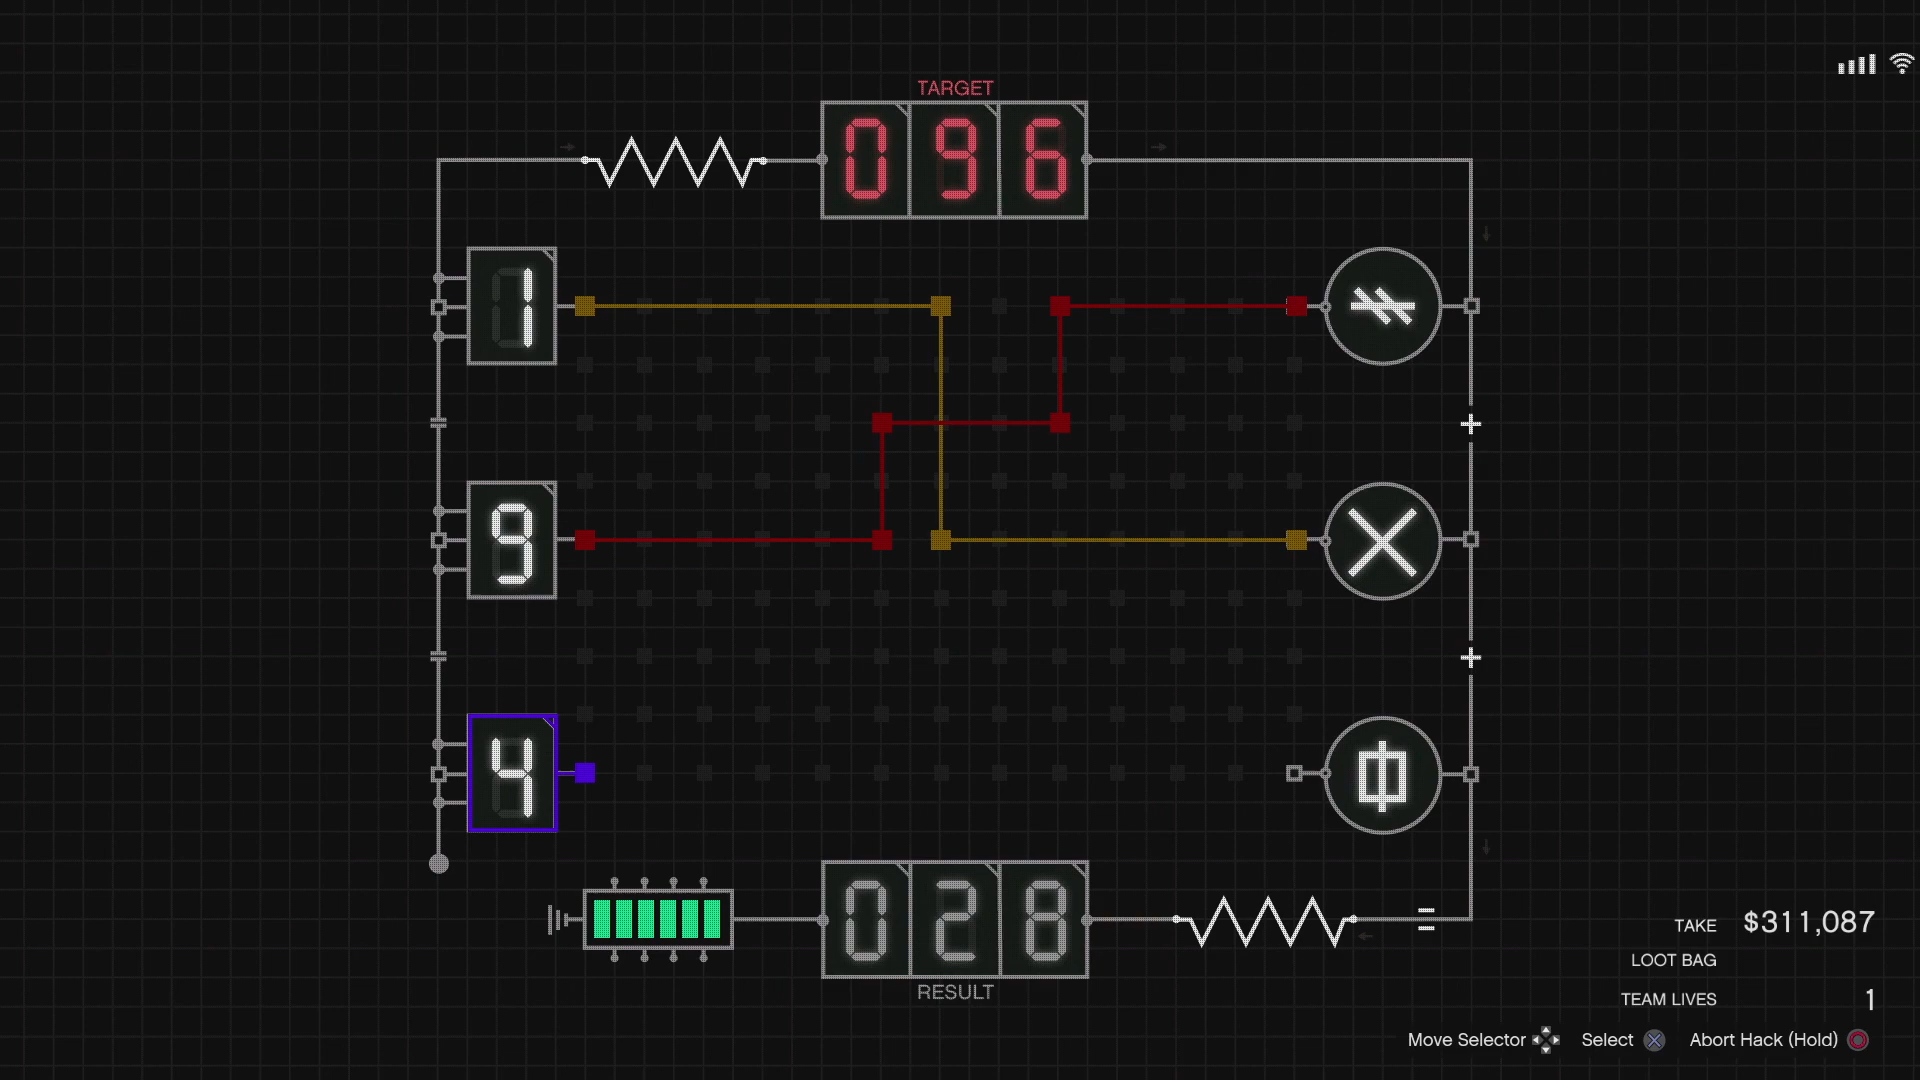 TARGET
096
1
9
4
028
RESULT
TAKE $311,087
LOOT BAG
TEAM LIVES 1
Move Selector Select Abort Hack (Hold)